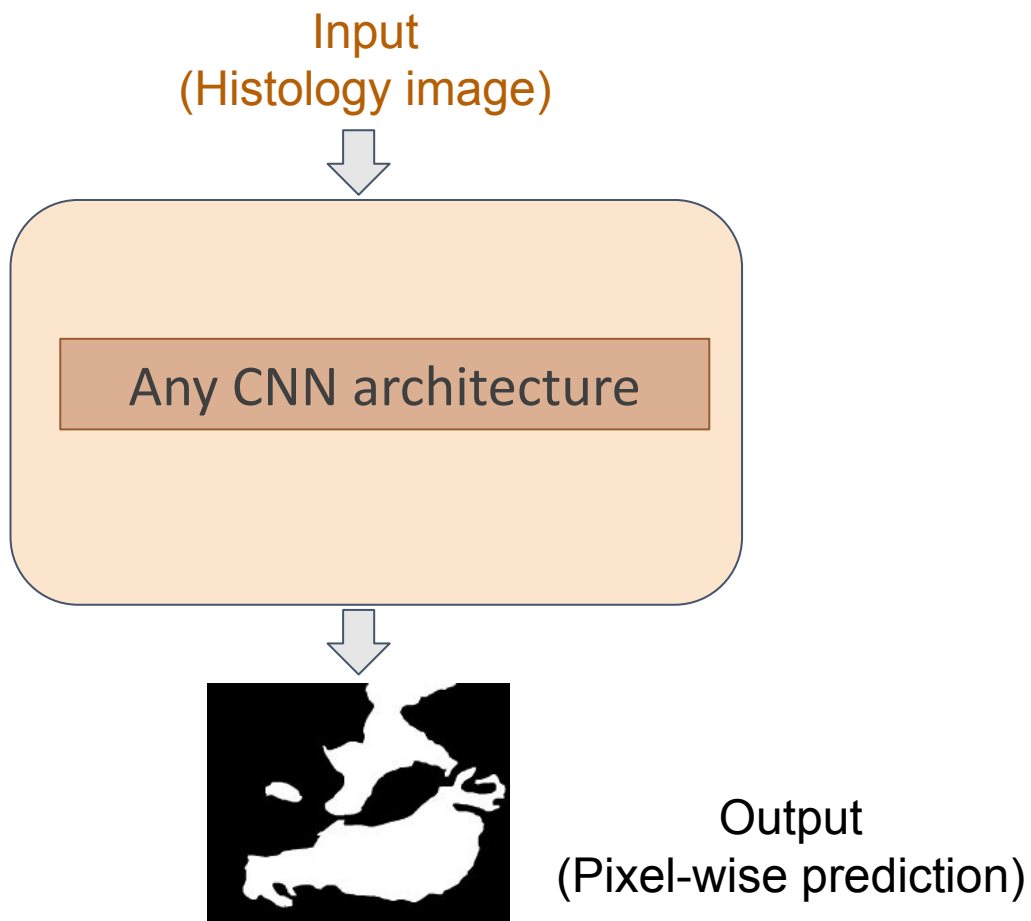 Input
(Histology image)
Any CNN architecture
Output
(Pixel-wise prediction)